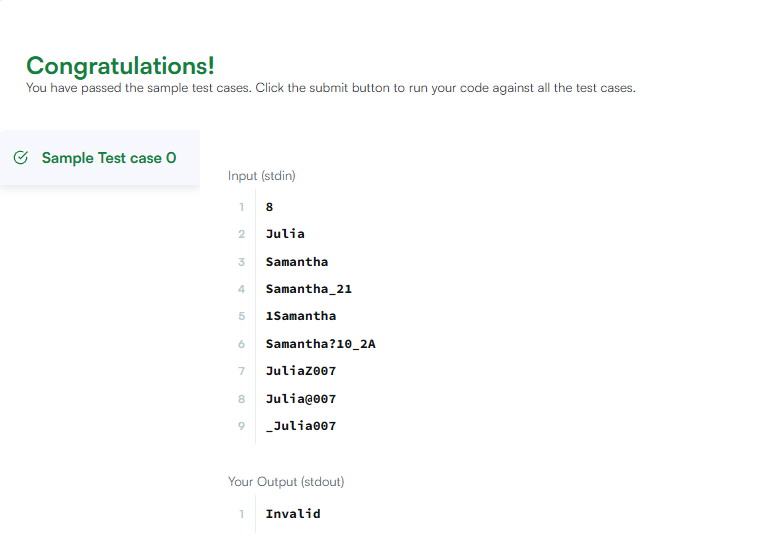 Congratulations!
You have passed the sample test cases. Click the submit button to run your code against all the test cases.
Sample Test case 0
Input (stdin)
1 8
2 Julia
3 Samantha
4 Samantha_21
5 1Samantha
6 Samantha?10_2A
7 JuliaZ007
8 Julia@007
9 _Julia007
Your Output (stdout)
1 Invalid